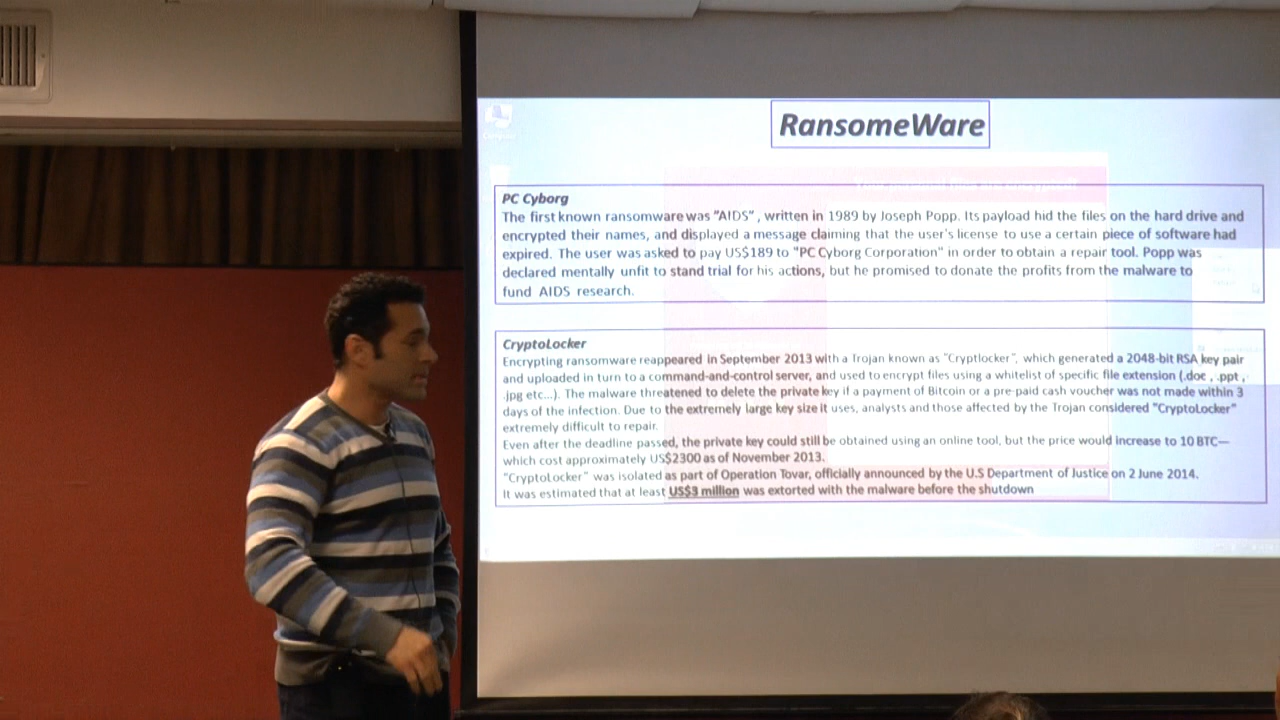 RansomeWare
PC Cyborg
The first known ransomware was "AIDS" , written in 1989 by Joseph Popp. Its payload hid the files on the hard drive and
encrypted their names, and displayed a message claiming that the user's license to use a certain piece of software had
expired. The user was asked to pay US$189 to "PC Cyborg Corporation" in order to obtain a repair tool. Popp was
declared mentally unfit to stand trial for his actions, but he promised to donate the profits from the malware to
fund AIDS research.
CryptoLocker
Encrypting ransomware reappeared in September 2013 with a Trojan known as "Cryptlocker", which generated a 2048-bit RSA key pair
and uploaded in turn to a command-and-control server, and used to encrypt files using a whitelist of specific file extension (.doc , .ppt ,
.jpg etc...). The malware threatened to delete the private key if a payment of Bitcoin or a pre-paid cash voucher was not made within 3
days of the infection. Due to the extremely large key size it uses, analysts and those affected by the Trojan considered "CryptoLocker"
extremely difficult to repair.
Even after the deadline passed, the private key could still be obtained using an online tool, but the price would increase to 10 BTC—
which cost approximately US$2300 as of November 2013.
"CryptoLocker" was isolated as part of Operation Tovar, officially announced by the U.S Department of Justice on 2 June 2014.
It was estimated that at least US$3 million was extorted with the malware before the shutdown